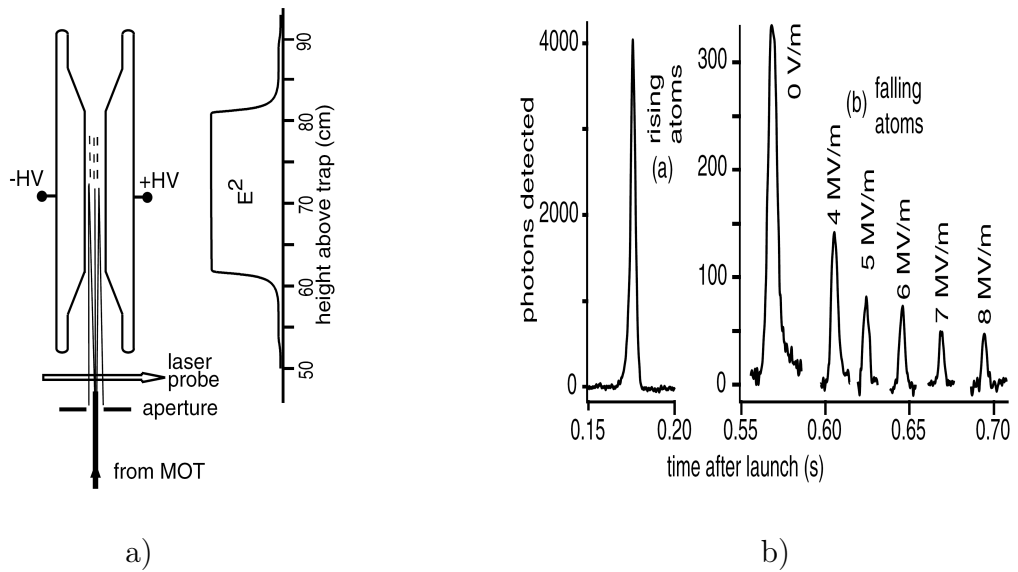 -HV
+HV
E2
laser
probe
aperture
from MOT
90
80
70
60
50
height above trap (cm)
a)
photons detected
4000
2000
0
rising
atoms
(a)
0.15
0.20
300
200
100
0
0 V/m
(b) falling
atoms
4 MV/m
5 MV/m
6 MV/m
7 MV/m
8 MV/m
0.55
0.60
0.65
0.70
time after launch (s)
b)